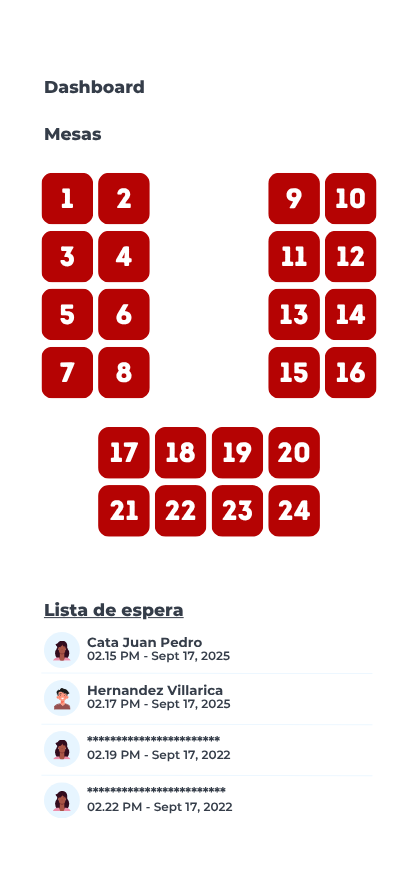 Dashboard
Mesas
1 2 9 10
3 4 11 12
5 6 13 14
7 8 15 16
17 18 19 20
21 22 23 24
Lista de espera
Cata Juan Pedro
02.15 PM - Sept 17, 2025
Hernandez Villarica
02.17 PM - Sept 17, 2025
***********************
02.19 PM - Sept 17, 2022
************************
02.22 PM - Sept 17, 2022